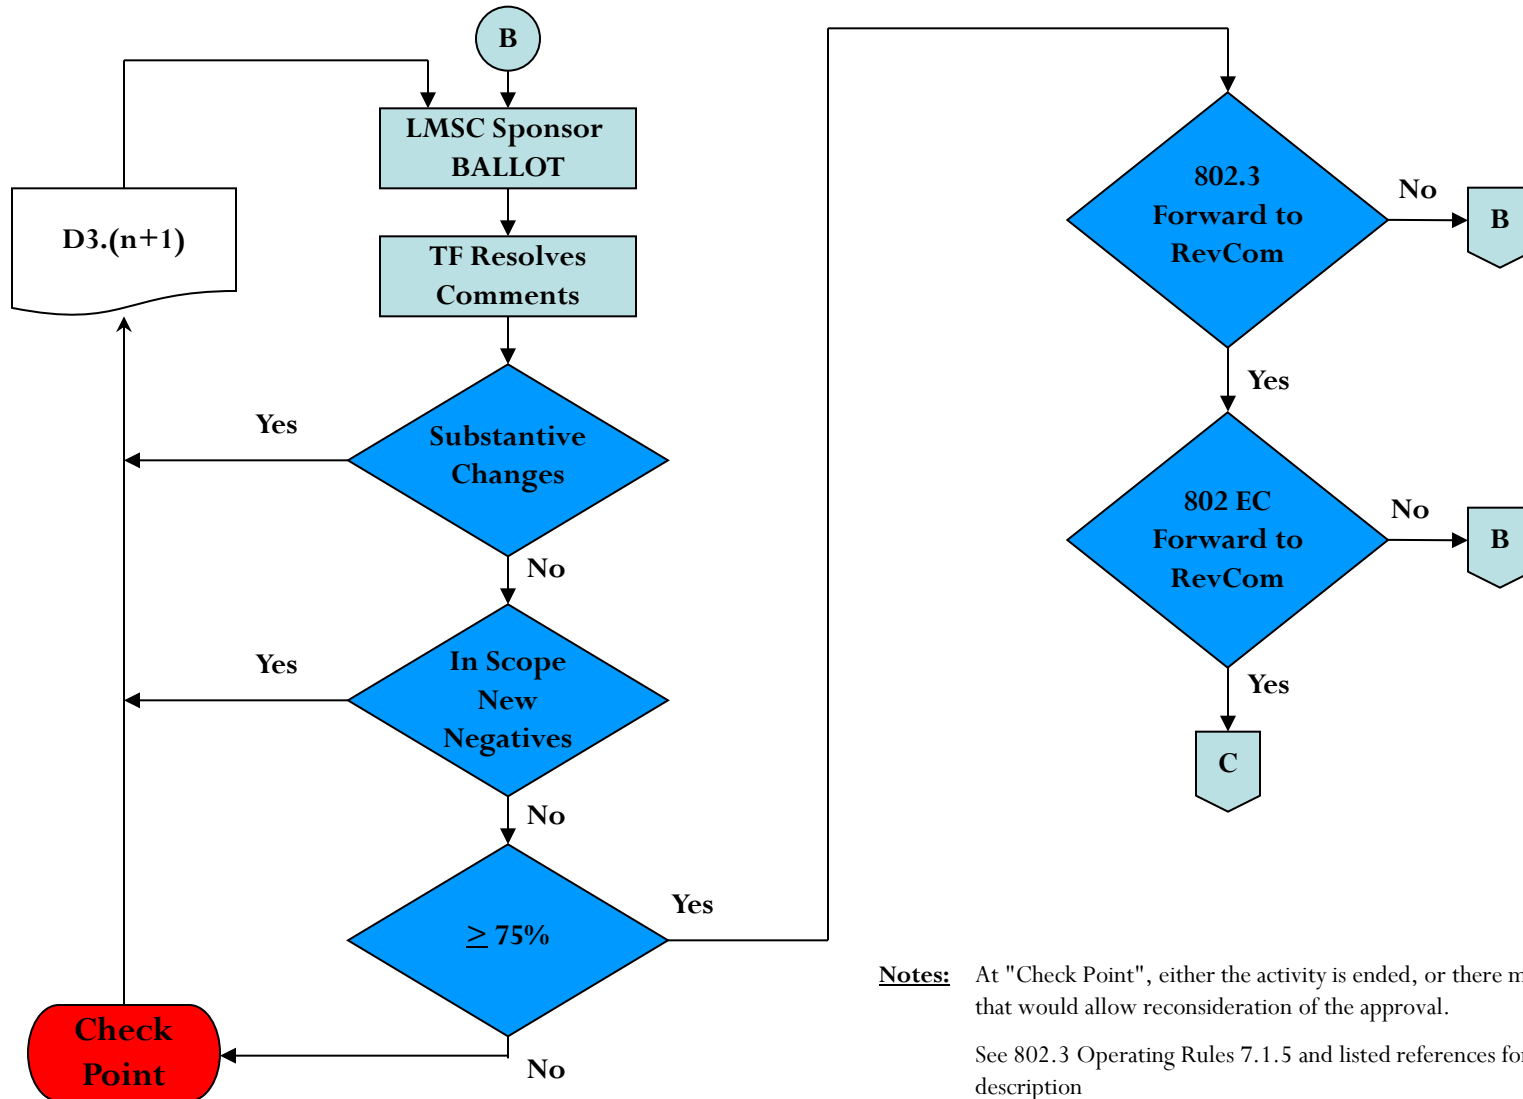 B
LMSC Sponsor
BALLOT
D3.(n+1)
TF Resolves
Comments
Yes
Substantive
Changes
No
Yes
In Scope
New
Negatives
No
≥ 75%
Yes
Check
Point
No
802.3
Forward to
RevCom
No
B
Yes
802 EC
Forward to
RevCom
No
B
Yes
C
Notes: At "Check Point", either the activity is ended, or there
that would allow reconsideration of the approval.
See 802.3 Operating Rules 7.1.5 and listed references for
description